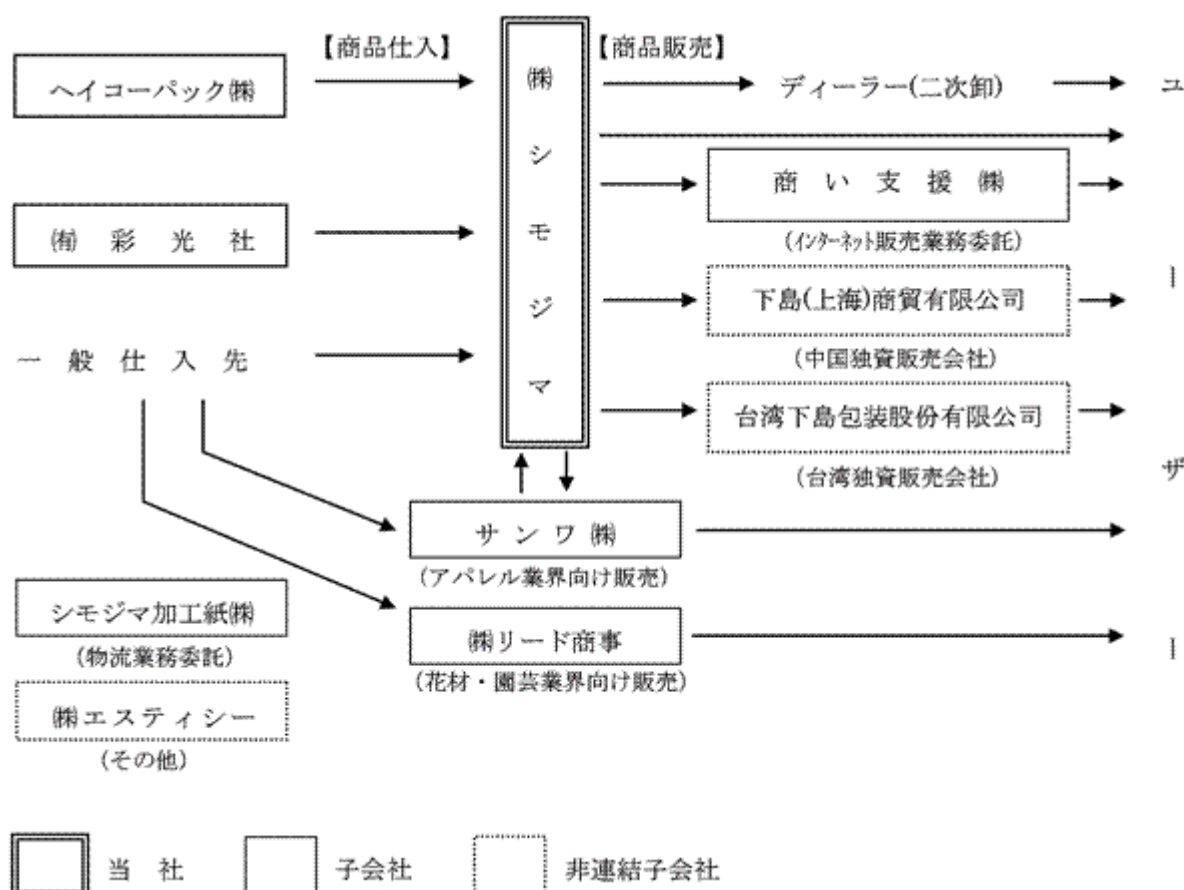 【商品仕入】
【商品販売】
ヘイコーパック㈱
㈱シモジマ
ディーラー(二次卸)
ユーザー
商い支援㈱
(インターネット販売業務委託)
㈲彩光社
下島(上海)商貿有限公司
(中国独資販売会社)
一般仕入先
台湾下島包装股份有限公司
(台湾独資販売会社)
サンワ㈱
(アパレル業界向け販売)
シモジマ加工紙㈱
(物流業務委託)
㈱リード商事
(花材・園芸業界向け販売)
㈱エスティシー
(その他)
当社
子会社
非連結子会社